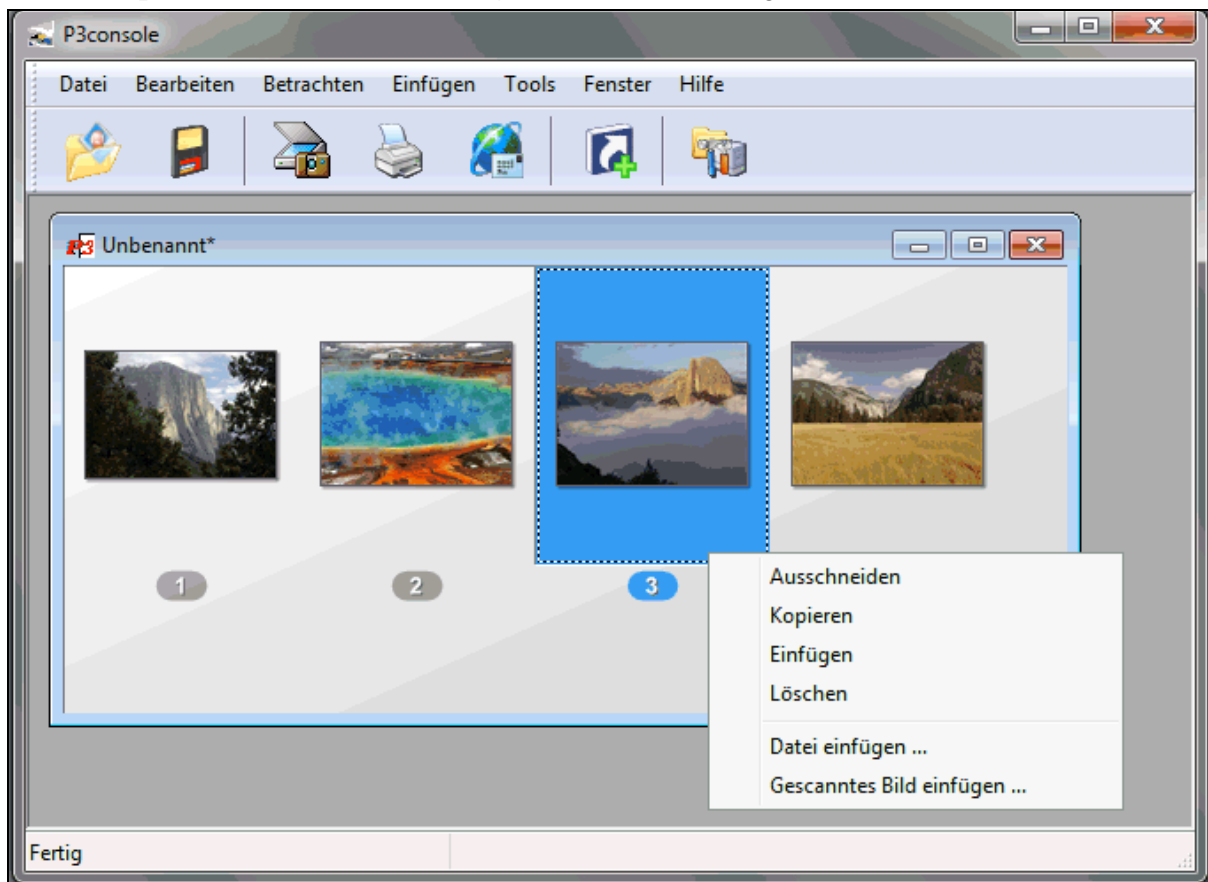 P3console
Datei Bearbeiten Betrachten Einfügen Tools Fenster Hilfe
P3 Unbenannt*
1 2 3
Ausschneiden
Kopieren
Einfügen
Löschen
Datei einfügen ...
Gescanntes Bild einfügen ...
Fertig